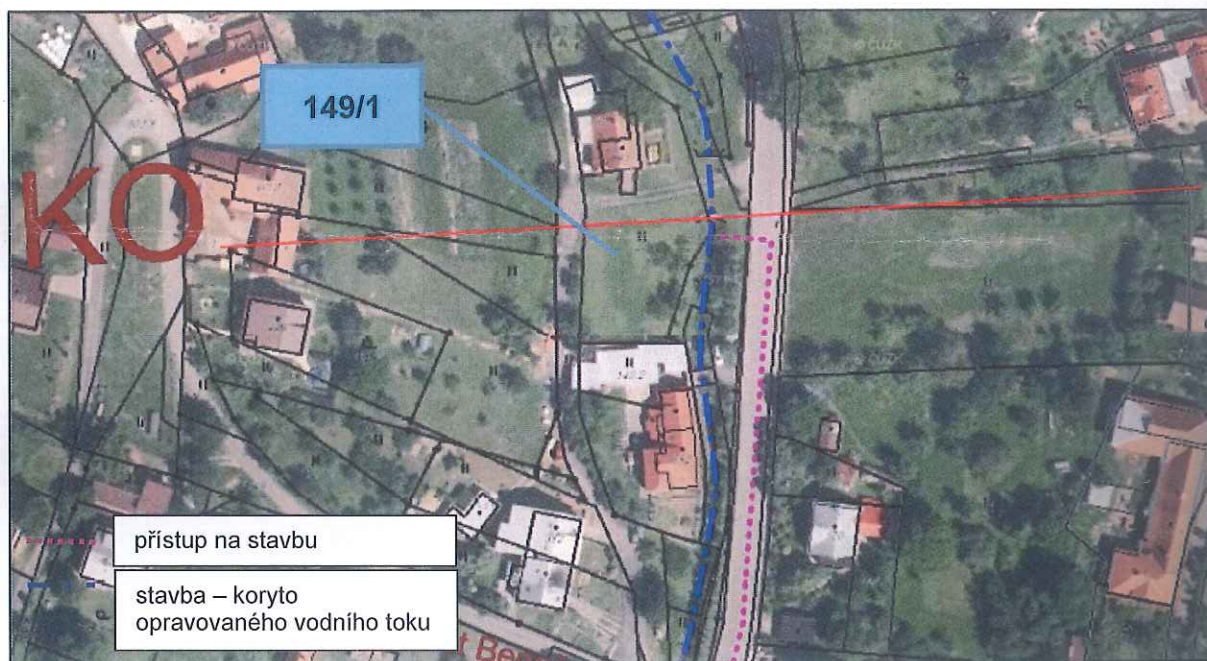 149/1
KO
přístup na stavbu
stavba – koryto
opravovaného vodního toku